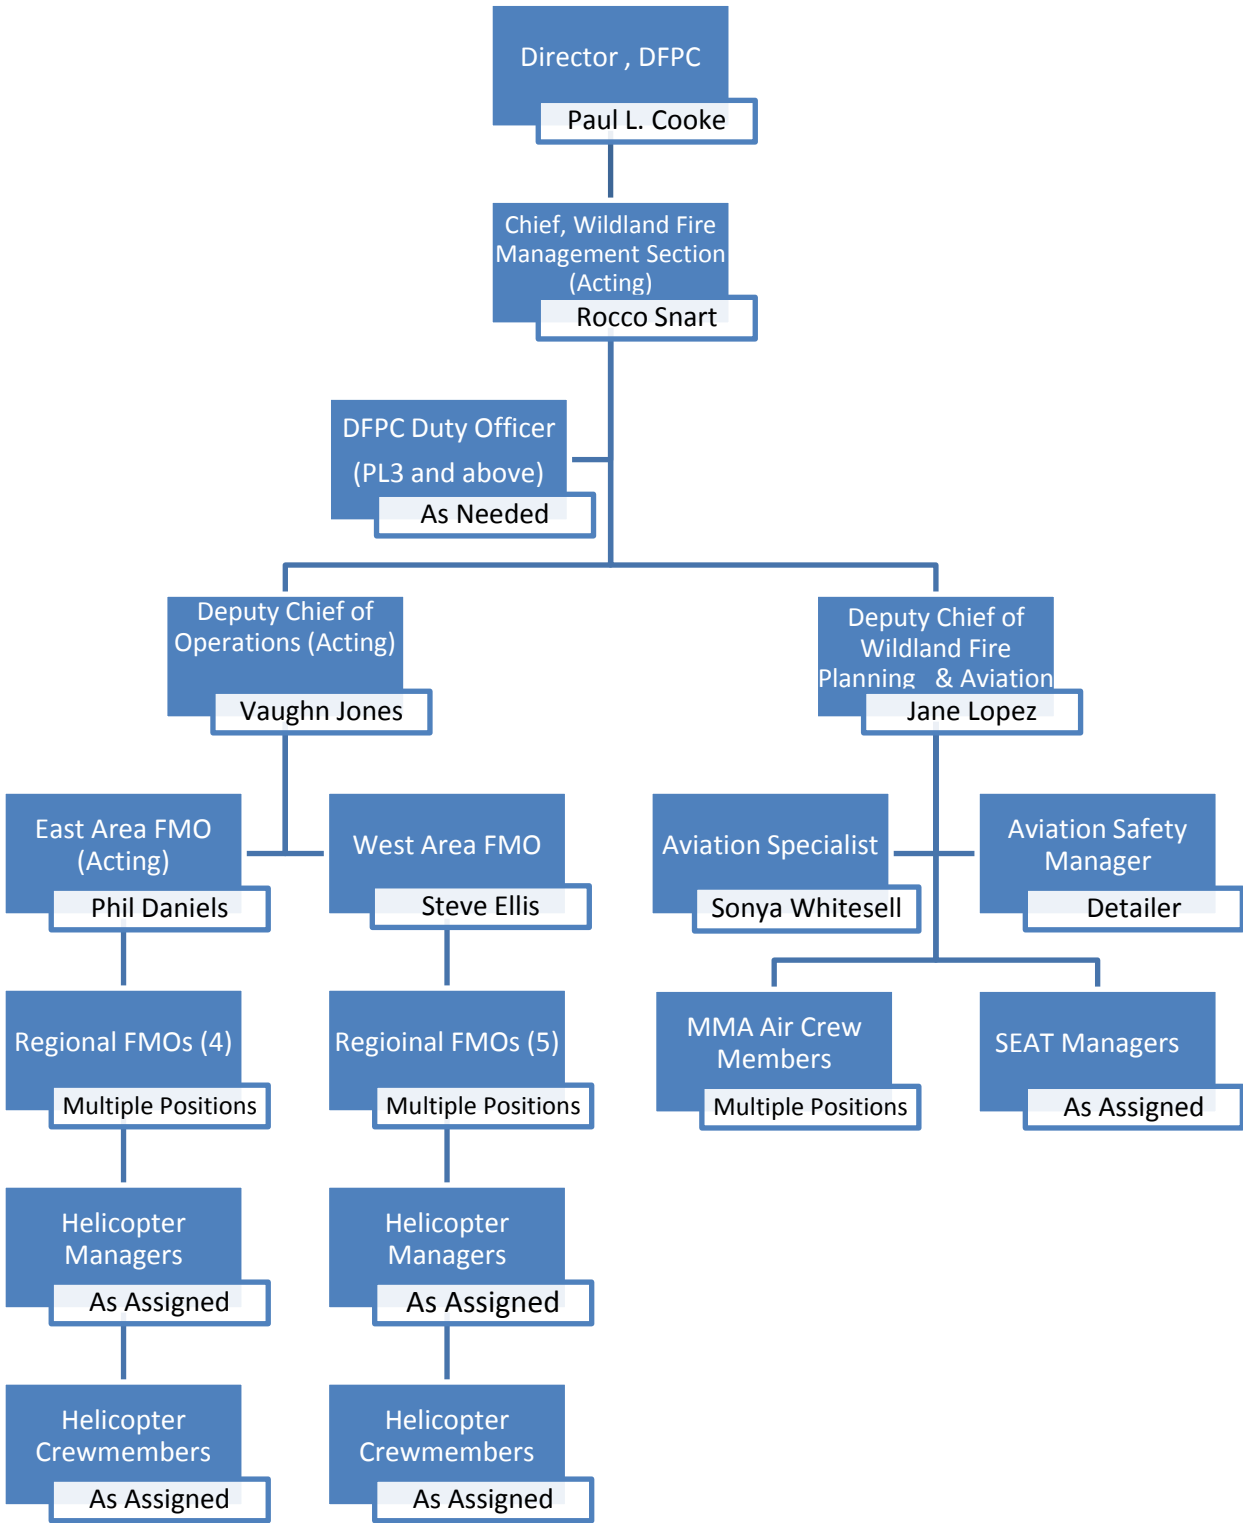 Director , DFPC
Paul L. Cooke
Chief, Wildland Fire
Management Section
(Acting)
Rocco Snart
DFPC Duty Officer
(PL3 and above)
As Needed
Deputy Chief of
Operations (Acting)
Vaughn Jones
Deputy Chief of
Wildland Fire
Planning & Aviation
Jane Lopez
East Area FMO
(Acting)
Phil Daniels
West Area FMO
Steve Ellis
Aviation Specialist
Sonya Whitesell
Aviation Safety
Manager
Detailer
Regional FMOs (4)
Multiple Positions
Regioinal FMOs (5)
Multiple Positions
MMA Air Crew
Members
Multiple Positions
SEAT Managers
As Assigned
Helicopter
Managers
As Assigned
Helicopter
Managers
As Assigned
Helicopter
Crewmembers
As Assigned
Helicopter
Crewmembers
As Assigned